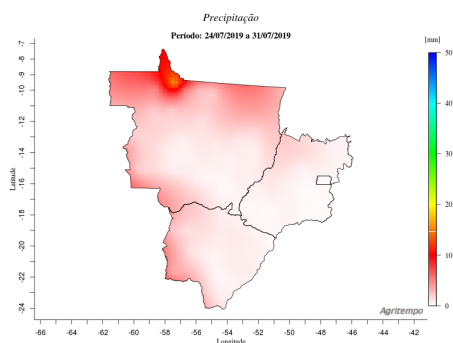 Precipitação
Período: 24/07/2019 a 31/07/2019
[mm]
50
40
30
20
10
0
-7
-8
-9
-10
-12
-14
-16
-18
-20
-22
-24
Latitude
-66 -64 -62 -60 -58 -56 -54 -52 -50 -48 -46 -44 -42
Longitude
Agritempo